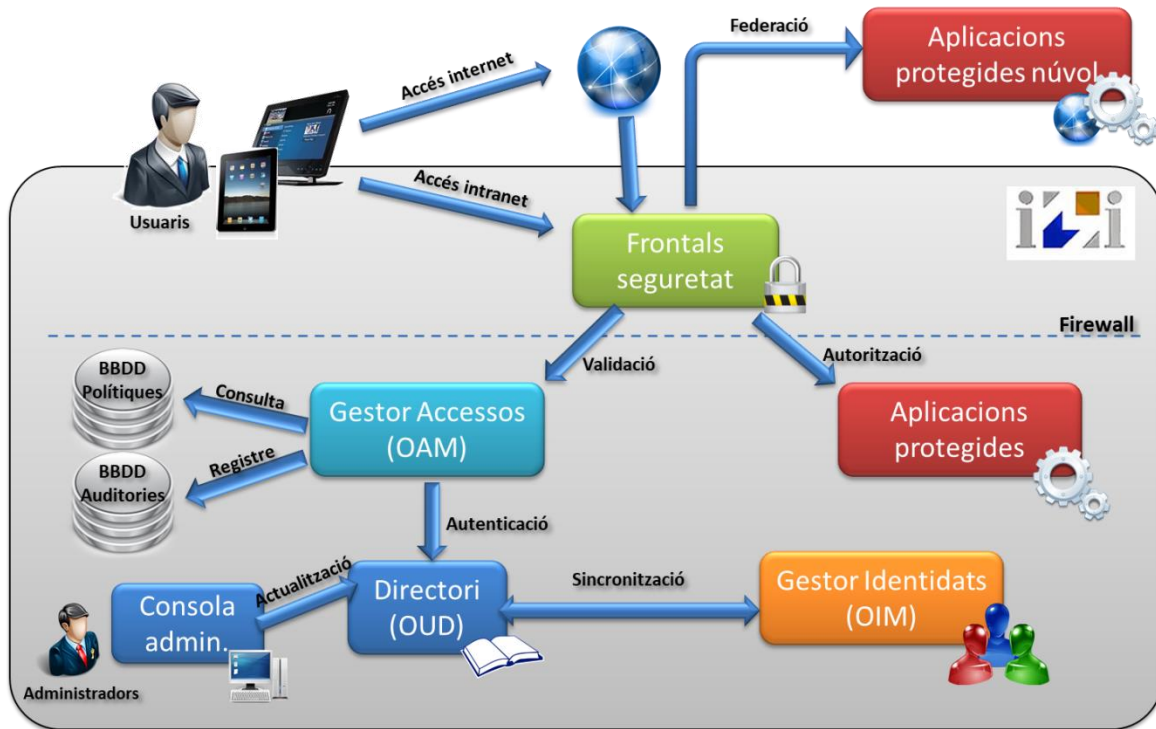 Federació
Aplicacions
protegides núvol
Accés internet
Accés intranet
Usuaris
Frontals
seguretat
Firewall
BBDD
Polítiques
Consulta
Validació
Autorització
Gestor Accessos
(OAM)
Aplicacions
protegides
BBDD
Auditories
Registre
Autenticació
Actualització
Consola
admin.
Directori
(OUD)
Sincronització
Gestor Identidats
(OIM)
Administradors